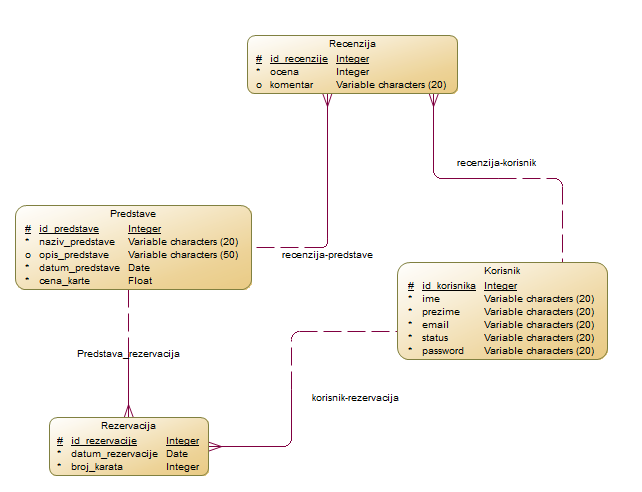 Recenzija
# id_recenzije Integer
* ocena Integer
o komentar Variable characters (20)
recenzija-korisnik
Predstave
# id_predstave Integer
* naziv_predstave Variable characters (20)
o opis_predstave Variable characters (50)
* datum_predstave Date
* cena_karte Float
recenzija-predstave
Korisnik
# id_korisnika Integer
* ime Variable characters (20)
* prezime Variable characters (20)
* email Variable characters (20)
* status Variable characters (20)
* password Variable characters (20)
Predstava_rezervacija
korisnik-rezervacija
Rezervacija
# id_rezervacije Integer
* datum_rezervacije Date
* broj_karata Integer